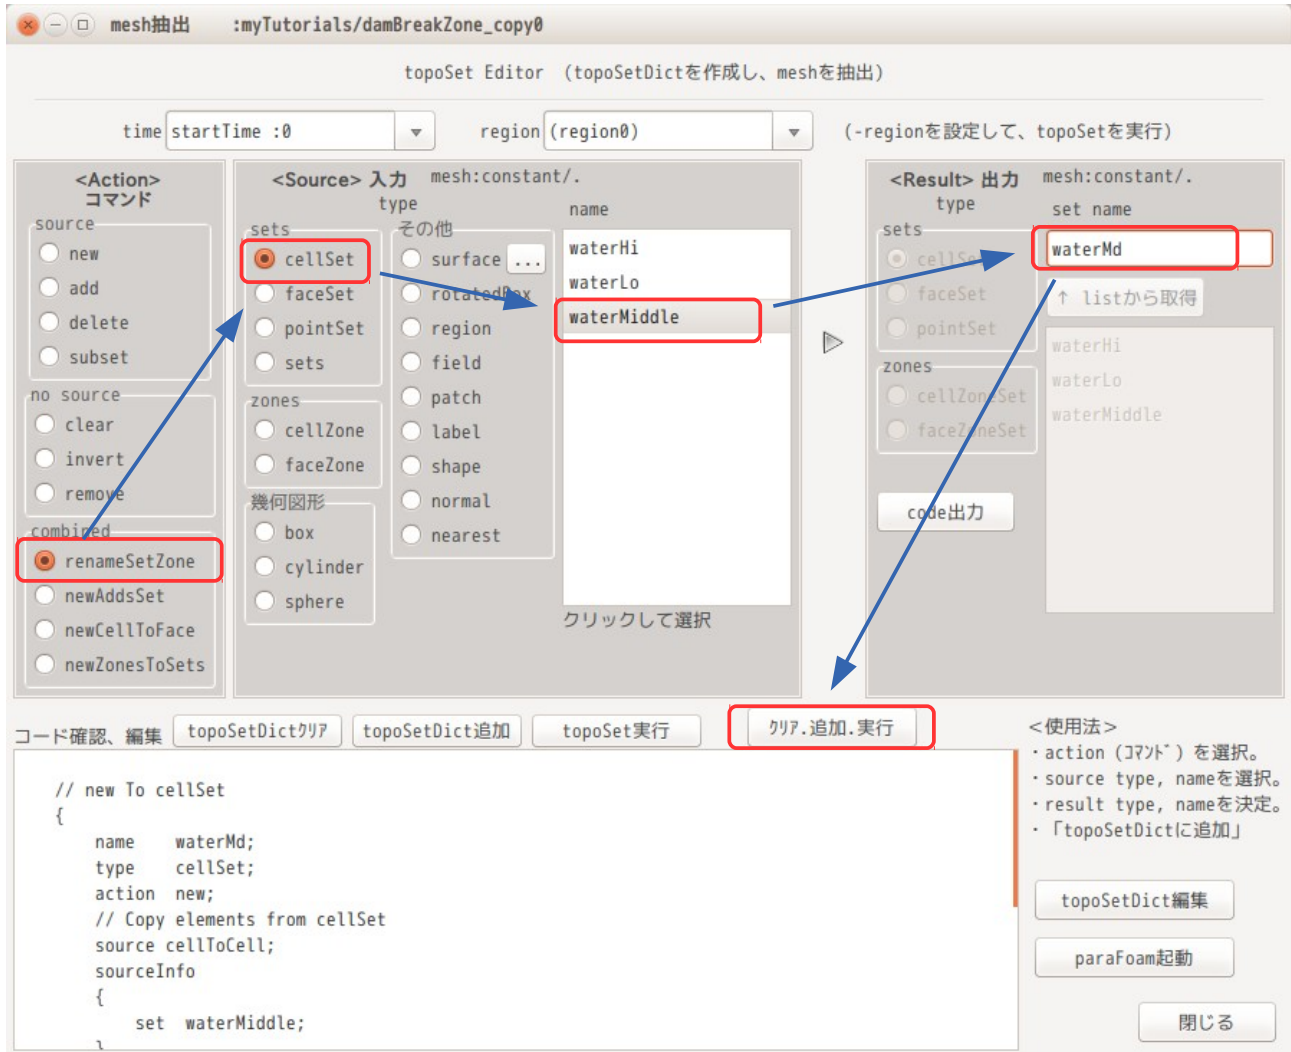 mesh抽出 :myTutorials/damBreakZone_copy0
topoSet Editor (topoSetDictを作成し、meshを抽出)
time startTime :0 region (region0) (-regionを設定して、topoSetを実行)
<Action>
コマンド
source
new
add
delete
subset
no source
clear
invert
remove
combined
renameSetZone
newAddsSet
newCellToFace
newZonesToSets
<Source> 入力 mesh:constant/.
type
name
sets
cellSet
faceSet
pointSet
sets
zones
cellZone
faceZone
幾何図形
box
cylinder
sphere
その他
surface ...
rotatedBox
region
field
patch
label
shape
normal
nearest
waterHi
waterLo
waterMiddle
クリックして選択
<Result> 出力 mesh:constant/.
type
set name
sets
cellSet
faceSet
pointSet
zones
cellZoneSet
faceZoneSet
code出力
waterMd
↑ listから取得
waterHi
waterLo
waterMiddle
コード確認、編集 topoSetDictクリア topoSetDict追加 topoSet実行 クリア.追加.実行
// new To cellSet
{
name waterMd;
type cellSet;
action new;
// Copy elements from cellSet
source cellToCell;
sourceInfo
{
set waterMiddle;
}
<使用法>
・action (コマンド) を選択。
・source type, nameを選択。
・result type, nameを決定。
・「topoSetDictに追加」
topoSetDict編集
paraFoam起動
閉じる